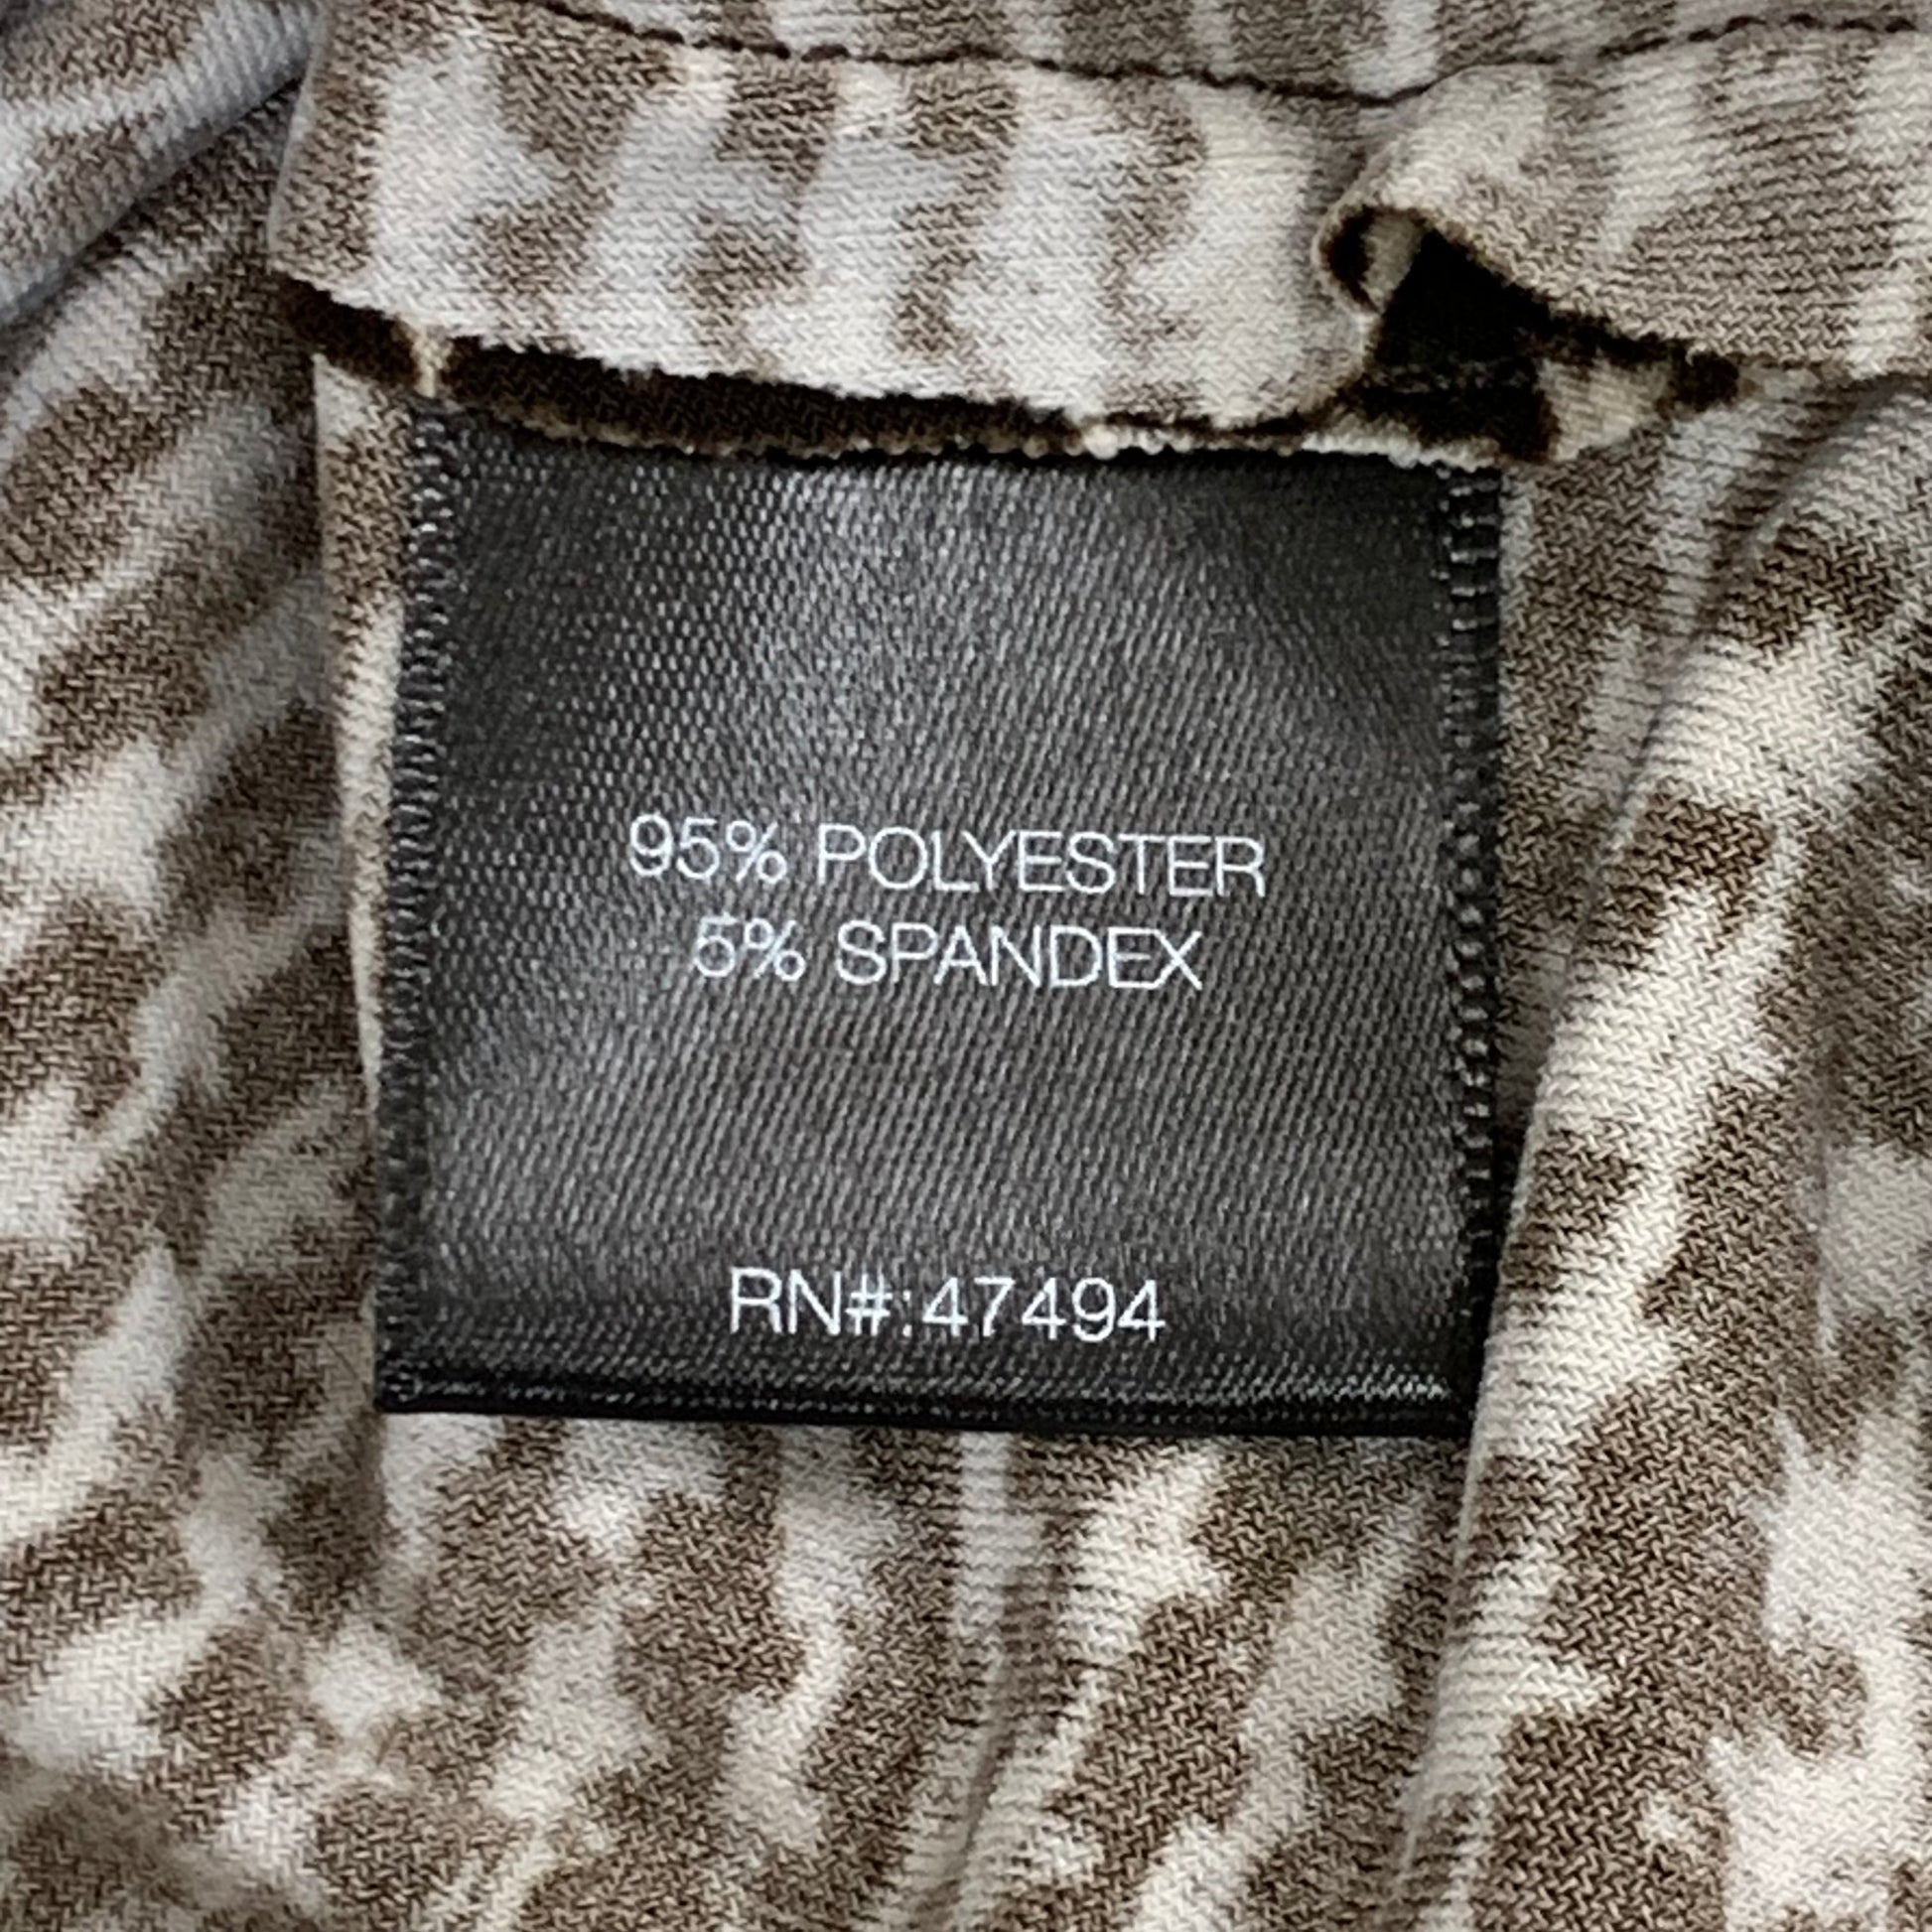 95% POLYESTER
5% SPANDEX
RN#:47494